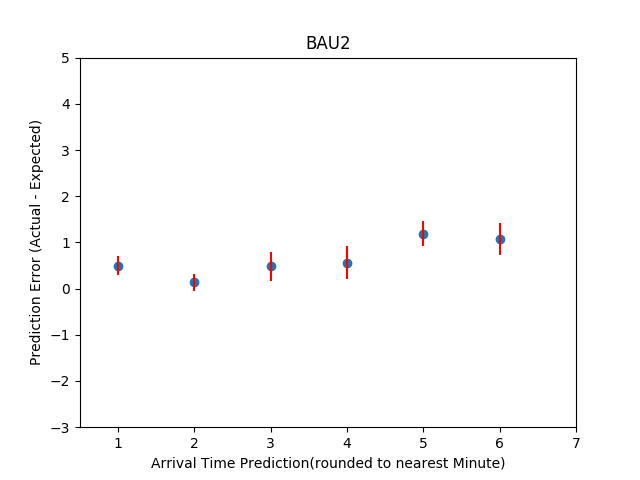 BAU2
Prediction Error (Actual - Expected)
5
4
3
2
1
0
−1
−2
−3
1 2 3 4 5 6 7
Arrival Time Prediction(rounded to nearest Minute)